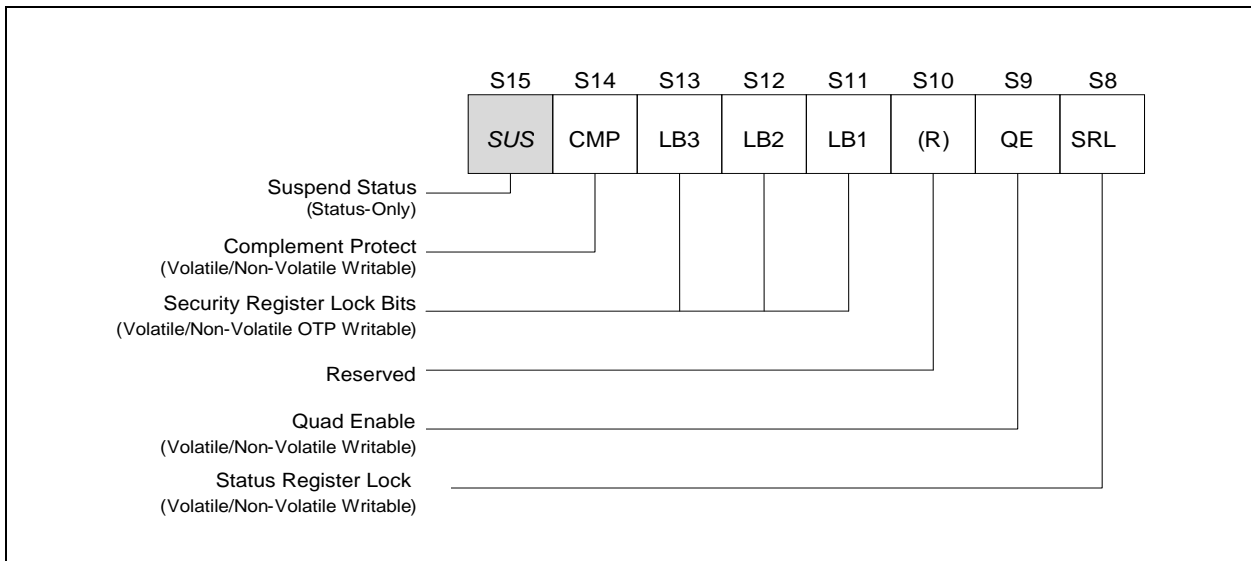 S15 S14 S13 S12 S11 S10 S9 S8
SUS CMP LB3 LB2 LB1 (R) QE SRL
Suspend Status
(Status-Only)
Complement Protect
(Volatile/Non-Volatile Writable)
Security Register Lock Bits
(Volatile/Non-Volatile OTP Writable)
Reserved
Quad Enable
(Volatile/Non-Volatile Writable)
Status Register Lock
(Volatile/Non-Volatile Writable)